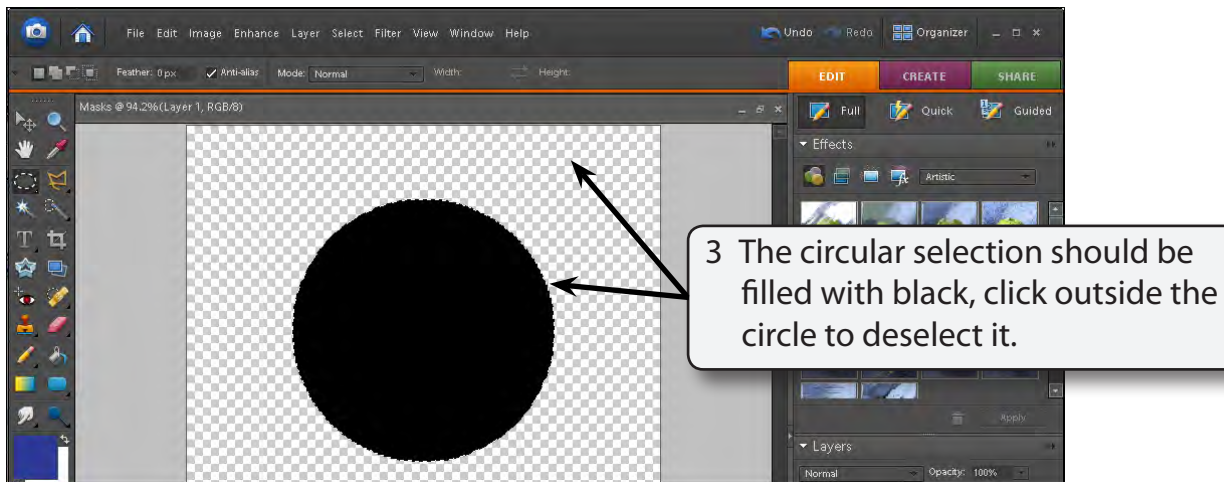 File Edit Image Enhance Layer Select Filter View Window Help Undo Redo Organizer
Feather: 0 px Anti-alias Mode: Normal Width: Height: EDIT CREATE SHARE
Masks @ 94.2%(Layer 1, RGB/8)
Full Quick Guided
Effects
Artistic
3 The circular selection should be
filled with black, click outside the
circle to deselect it.
Apply
Layers
Normal Opacity: 100%